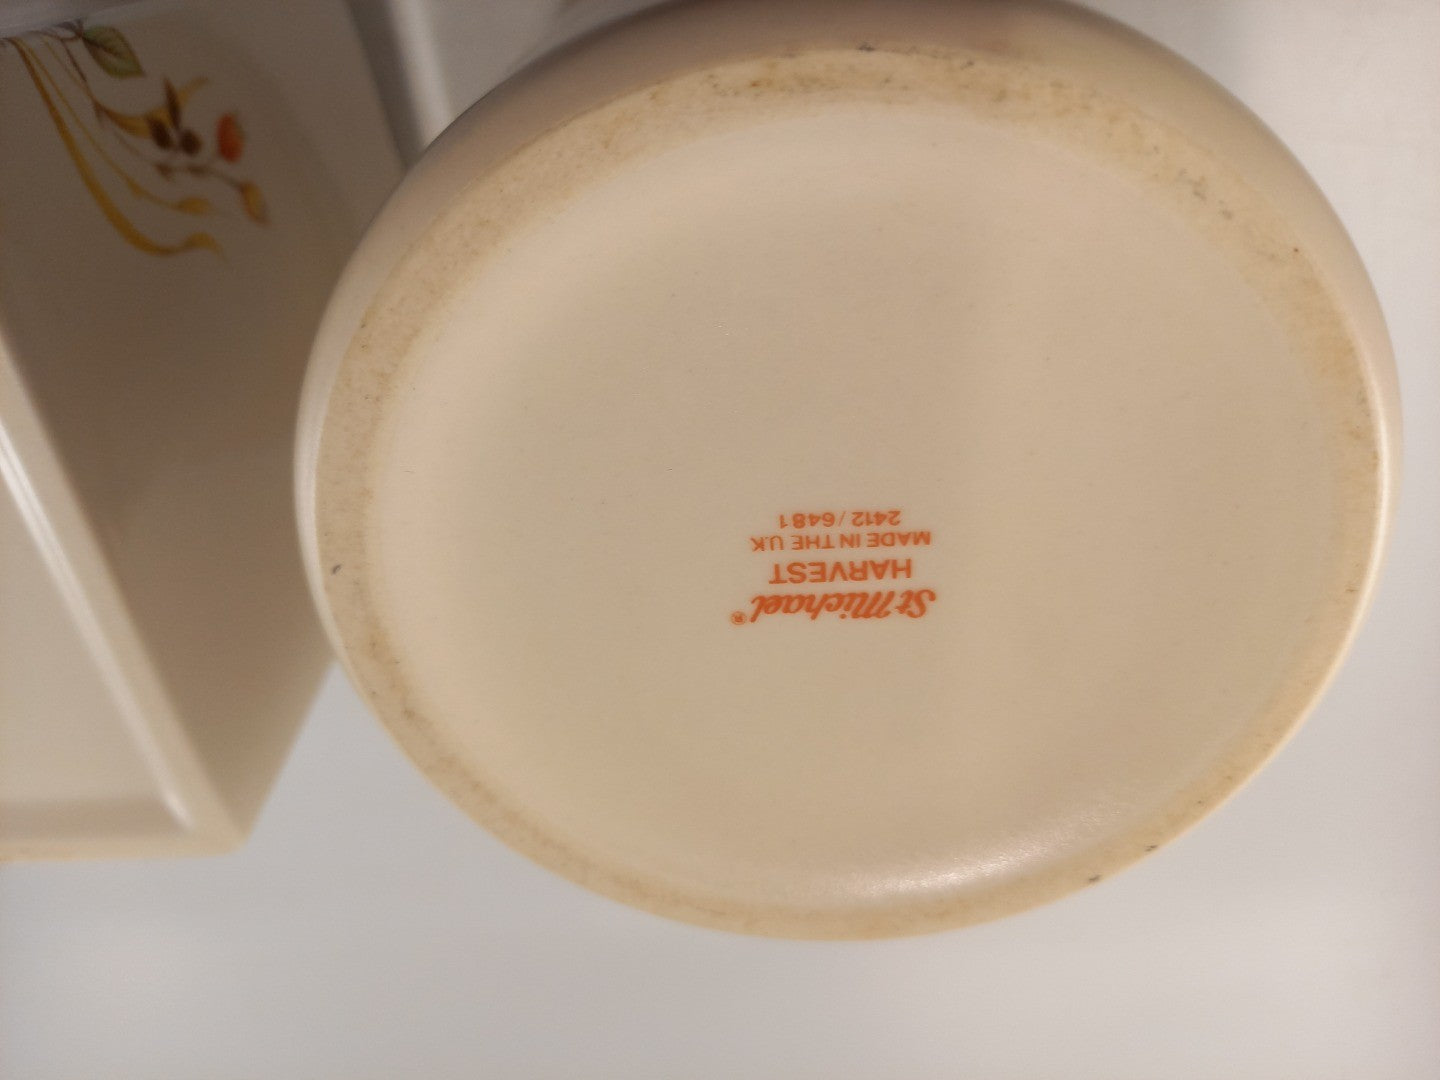 St Michael®
HARVEST
MADE IN THE U.K
2412/6481